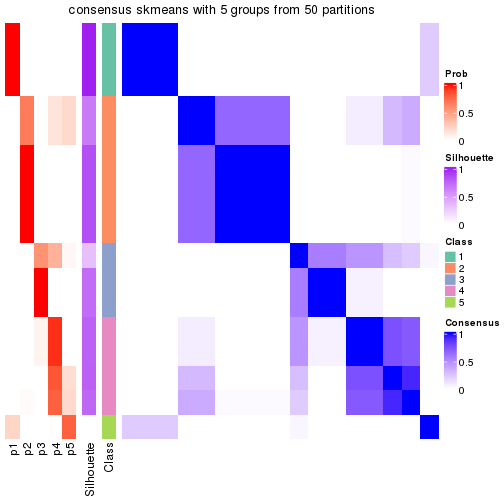 consensus skmeans with 5 groups from 50 partitions
Prob
1
0.5
0
Silhouette
1
0.5
0
Class
1
2
3
4
5
Consensus
1
0.5
0
p1
p2
p3
p4
p5
Silhouette
Class